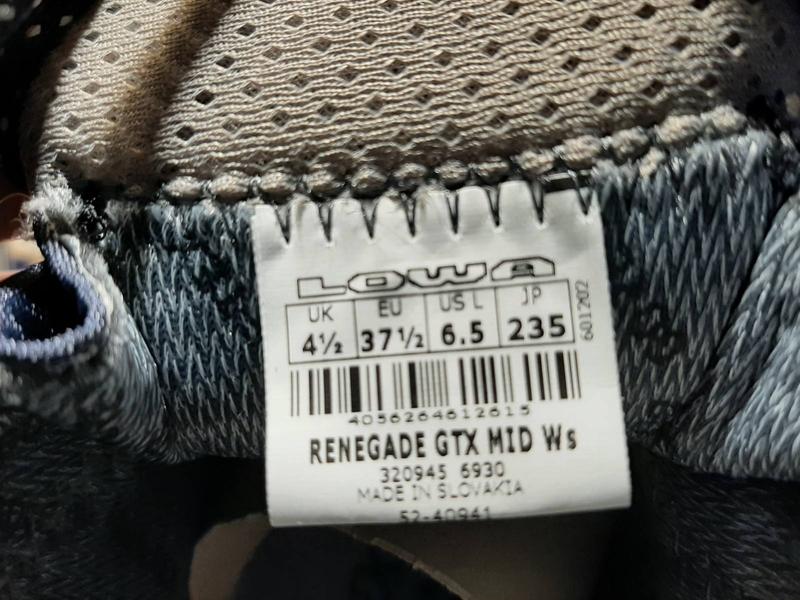 LOWA
UK EU US L JP
4½ 37½ 6.5 235
601202
4056264612615
RENEGADE GTX MID Ws
320945 6930
MADE IN SLOVAKIA
52-40941